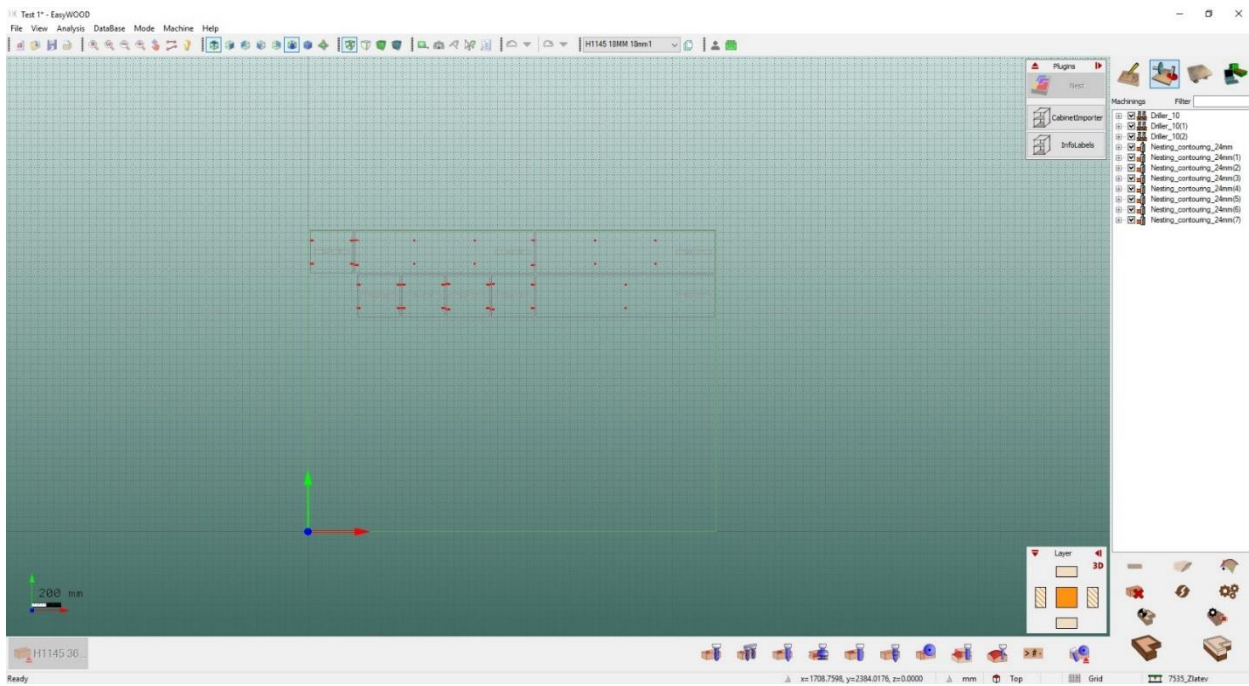 Test 1* - EasyWOOD
File View Analysis DataBase Mode Machine Help
H1145 18MM 18mm1
Plugins
Nest
CabinetImporter
InfoLabels
Machinings Filter
Driller_10
Driller_10(1)
Driller_10(2)
Nesting_contouring_24mm
Nesting_contouring_24mm(1)
Nesting_contouring_24mm(2)
Nesting_contouring_24mm(3)
Nesting_contouring_24mm(4)
Nesting_contouring_24mm(5)
Nesting_contouring_24mm(6)
Nesting_contouring_24mm(7)
200 mm
Layer
3D
H1145 36...
Ready
x=1708.7598, y=2384.0176, z=0.0000 mm Top Grid 7535_Zlatev